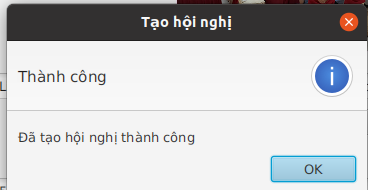 Tạo hội nghị
Thành công
Đã tạo hội nghị thành công
OK